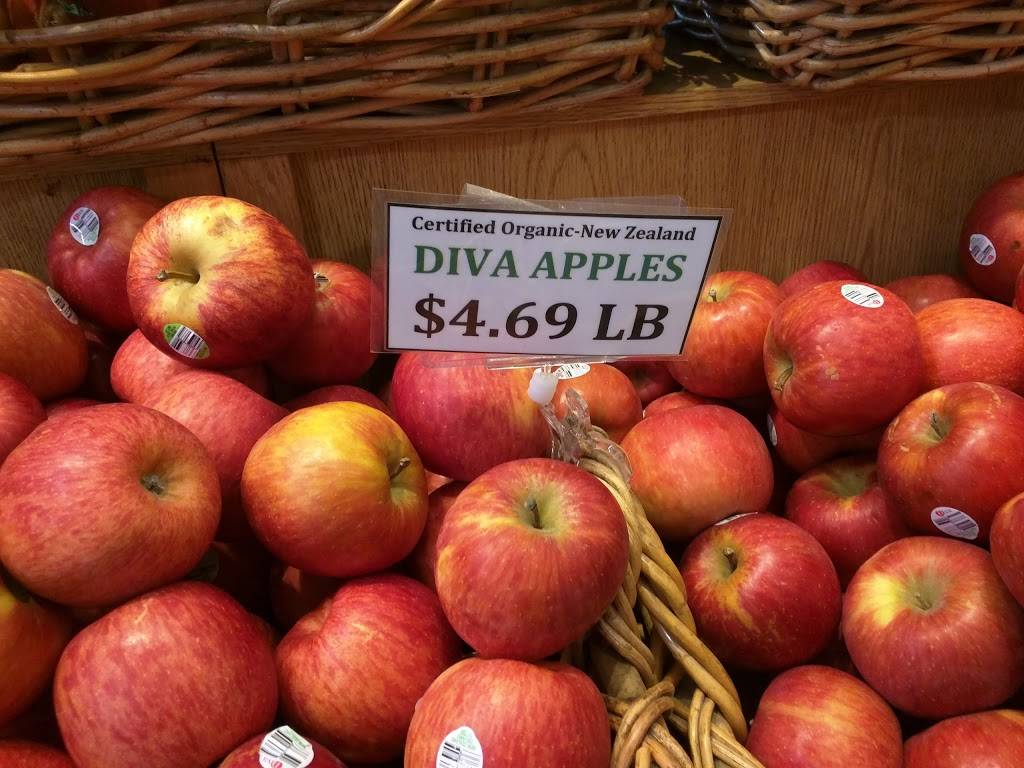 Certified Organic-New Zealand
DIVA APPLES
$4.69 LB